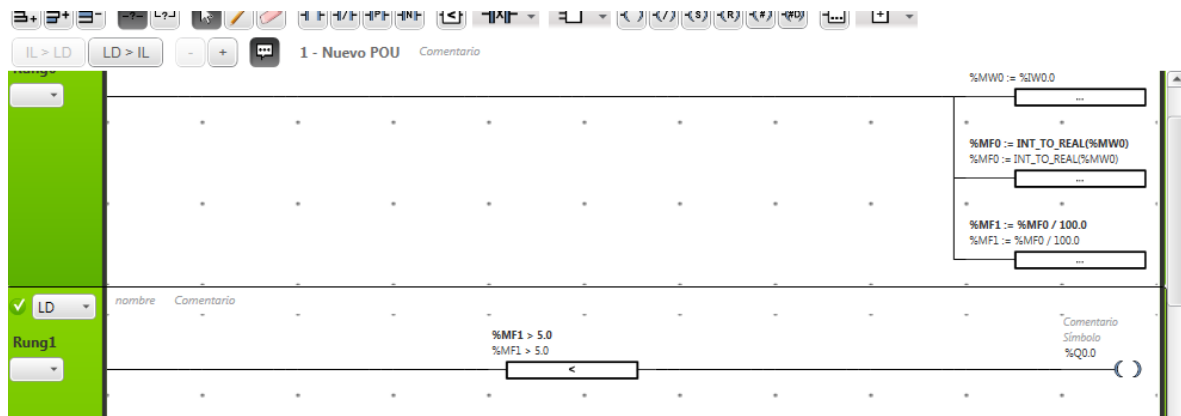 IL > LD LD > IL - + 1 - Nuevo POU Comentario
Rung0
%MW0 := %IW0.0
...
%MF0 := INT_TO_REAL(%MW0)
%MF0 := INT_TO_REAL(%MW0)
...
%MF1 := %MF0 / 100.0
%MF1 := %MF0 / 100.0
...
LD nombre Comentario
Rung1
%MF1 > 5.0
%MF1 > 5.0
<
Comentario
Símbolo
%Q0.0